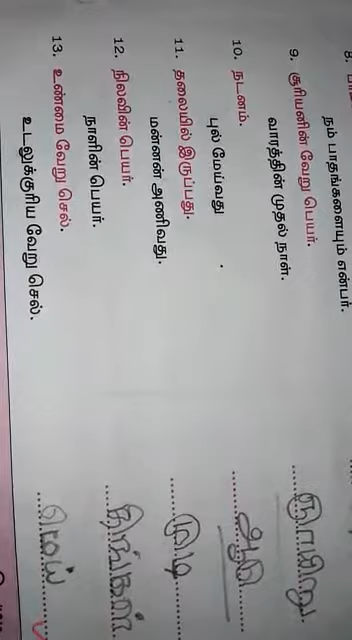 நம் பாதங்களையும் என்பர்.
9. சூரியனின் வேறு பெயர்.
வாரத்தின் முதல் நாள். ......ஞாயிறு.
10. நடனம்.
புல் மேய்வது ......ஆடு......
11. தலையில் இருப்பது.
மன்னன் அணிவது. ......முடி......
12. நிலவின் பெயர்.
நாளின் பெயர். ...திங்கள்.
13. உண்மை வேறு சொல்.
உடலுக்குரிய வேறு சொல். ....மெய்......